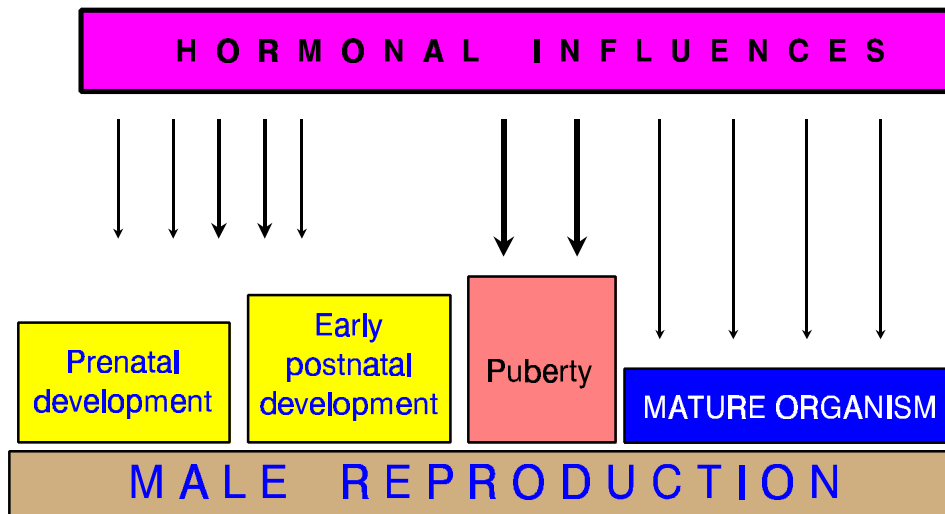 HORMONAL INFLUENCES
Prenatal
development
Early
postnatal
development
Puberty
MATURE ORGANISM
MALE REPRODUCTION